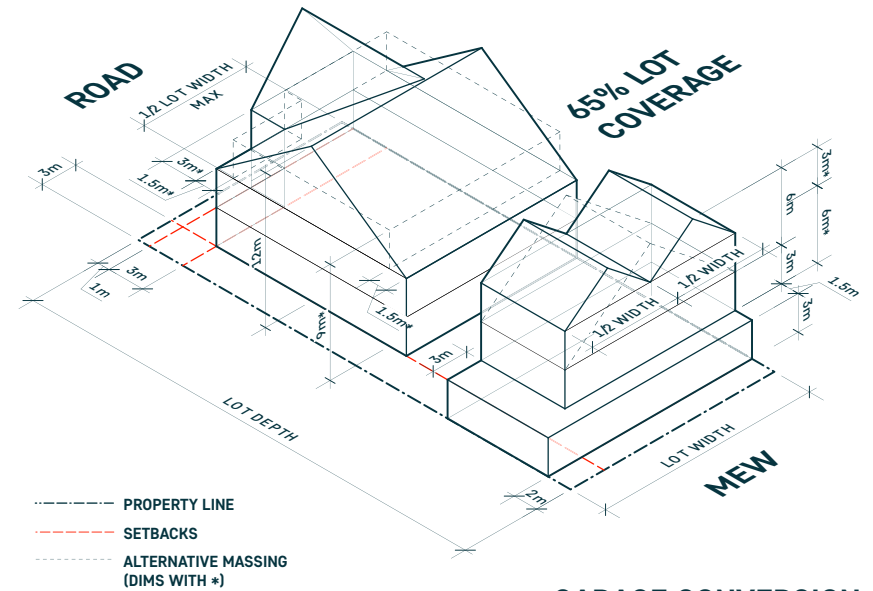 ROAD
1/2 LOT WIDTH
MAX
65% LOT
COVERAGE
3m
3m*
1.5m*
3m*
6m
6m*
12m
3m
1m
1/2 WIDTH
3m
1.5m
3m
9m*
1.5m*
1/2 WIDTH
3m
LOT DEPTH
LOT WIDTH
MEW
2m
PROPERTY LINE
SETBACKS
ALTERNATIVE MASSING
(DIMS WITH *)